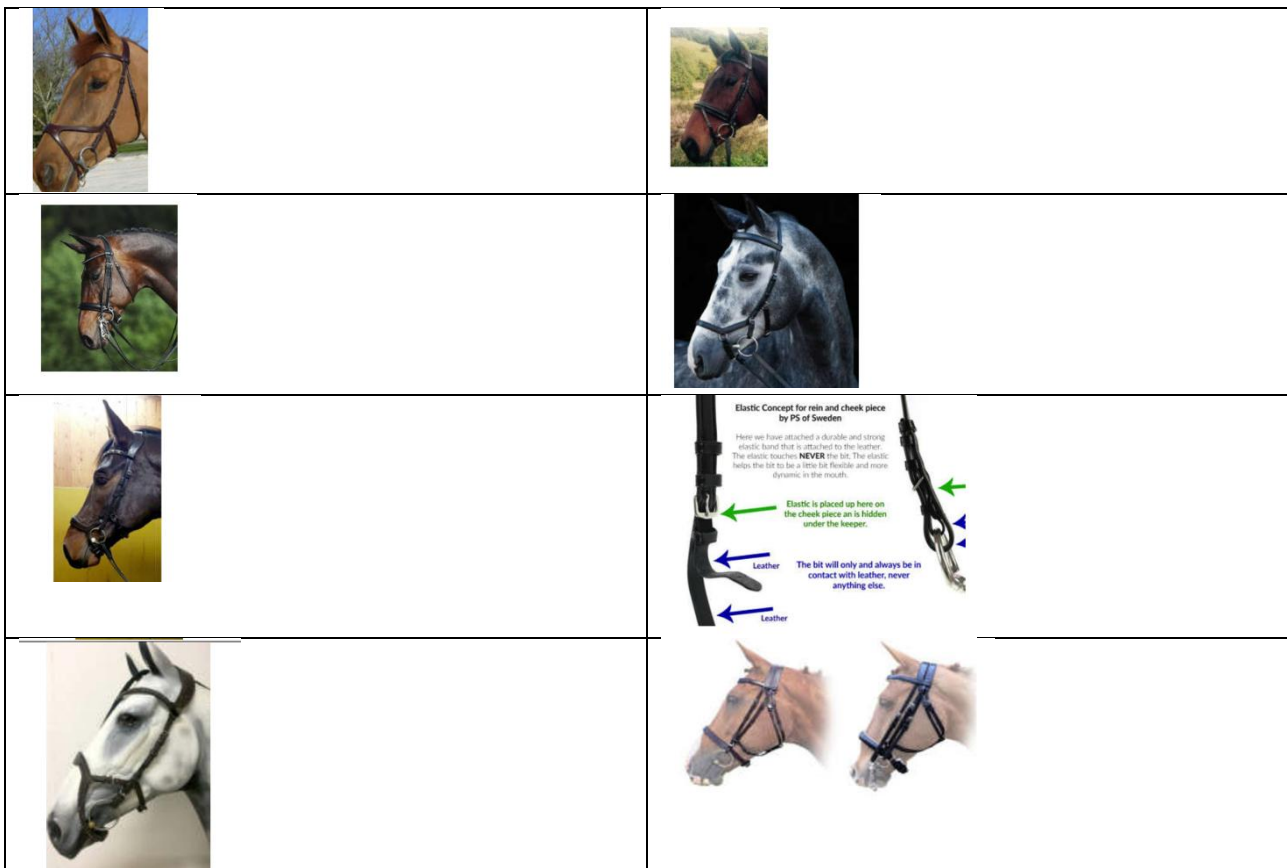 Elastic Concept for rein and cheek piece
by PS of Sweden
Here we have attached a durable and strong
elastic band that is attached to the leather.
The elastic touches NEVER the bit. The elastic
helps the bit to be a little bit flexible and more
dynamic in the mouth.
Elastic is placed up here on
the cheek piece an is hidden
under the keeper.
Leather
The bit will only and always be in
contact with leather, never
anything else.
Leather